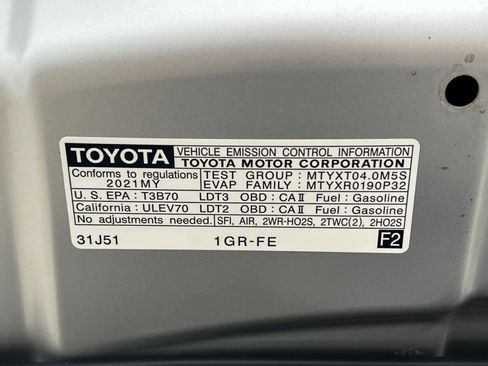 TOYOTA
VEHICLE EMISSION CONTROL INFORMATION
TOYOTA MOTOR CORPORATION
Conforms to regulations
2021MY
TEST GROUP : MTYXT04.0M5S
EVAP FAMILY : MTYXR0190P32
U. S. EPA : T3B70 LDT3 OBD : CAⅡ Fuel : Gasoline
California : ULEV70 LDT2 OBD : CAⅡ Fuel : Gasoline
No adjustments needed. SFI, AIR, 2WR-HO2S, 2TWC(2), 2HO2S
31J51 1GR-FE F2